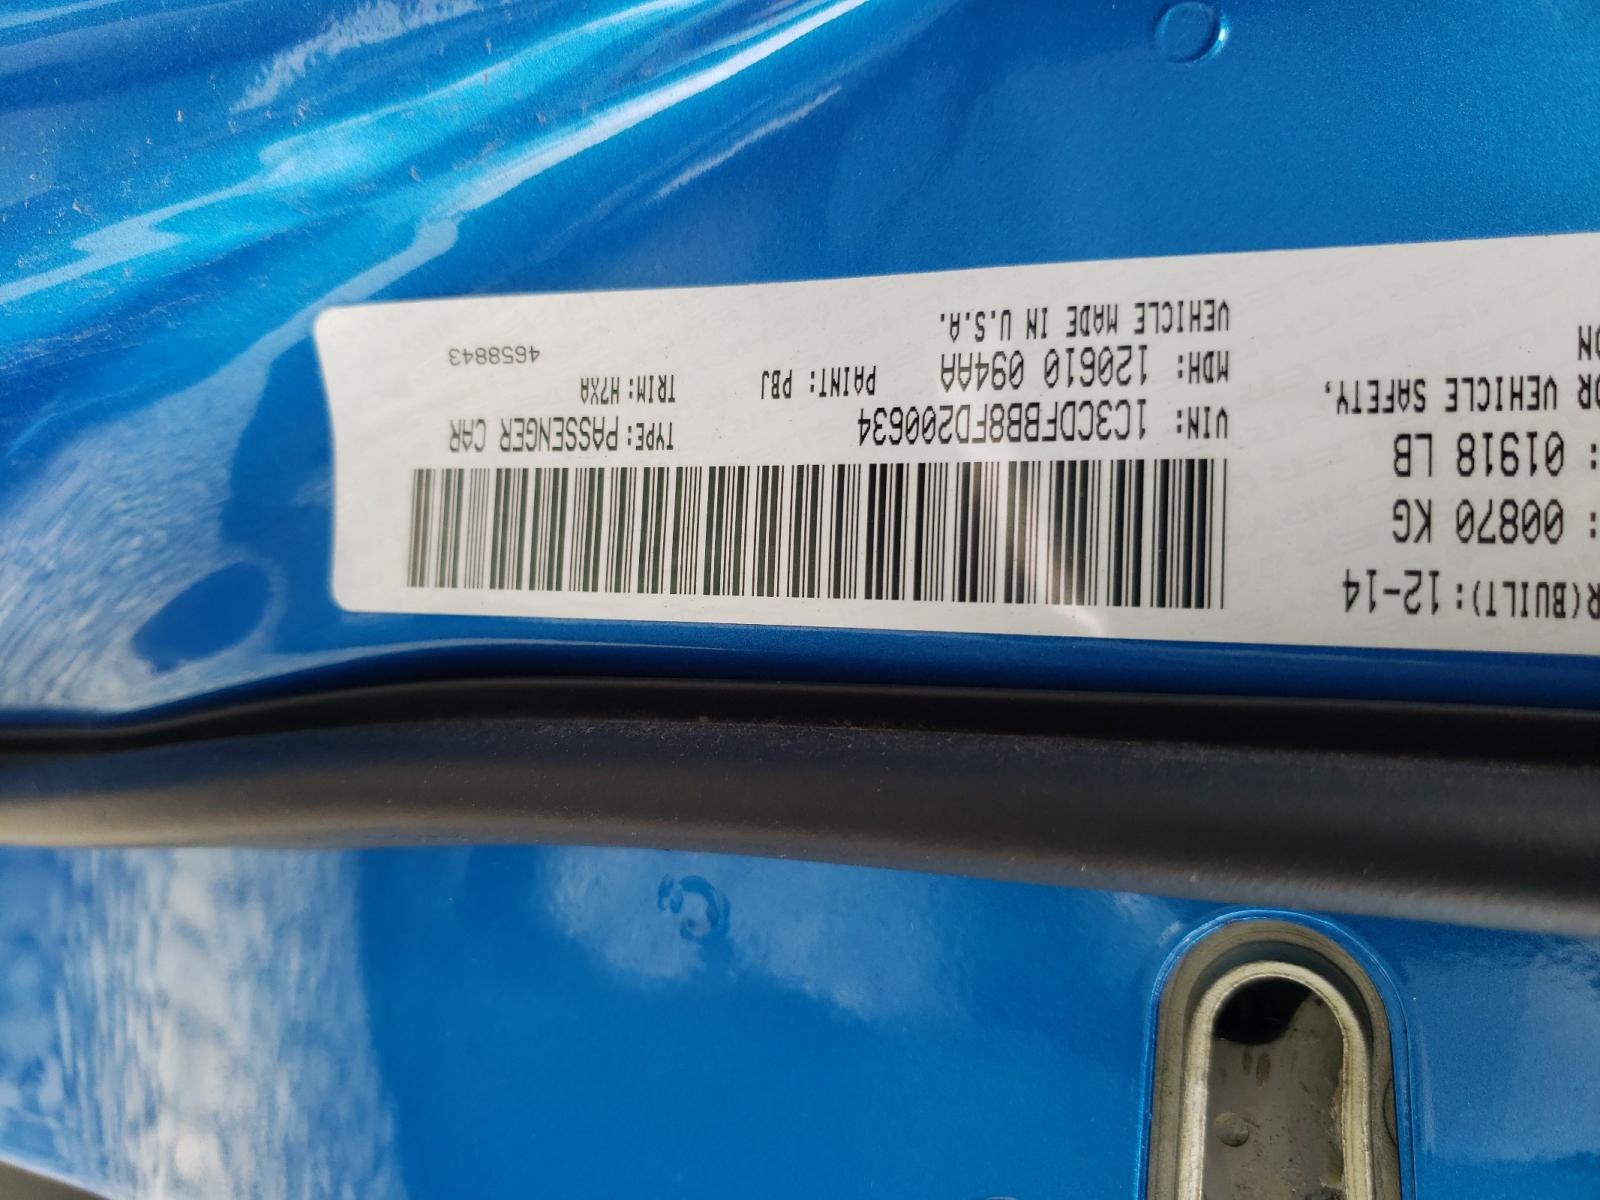 R(BUILT): 12-14
: 00870 KG
: 01918 LB
OR VEHICLE SAFETY,
ON
VIN: 1C3CDFBB8FD200634 TYPE: PASSENGER CAR
MDH: 120610 094AA PAINT: PBJ TRIM: H7XA
VEHICLE MADE IN U.S.A. 4658843